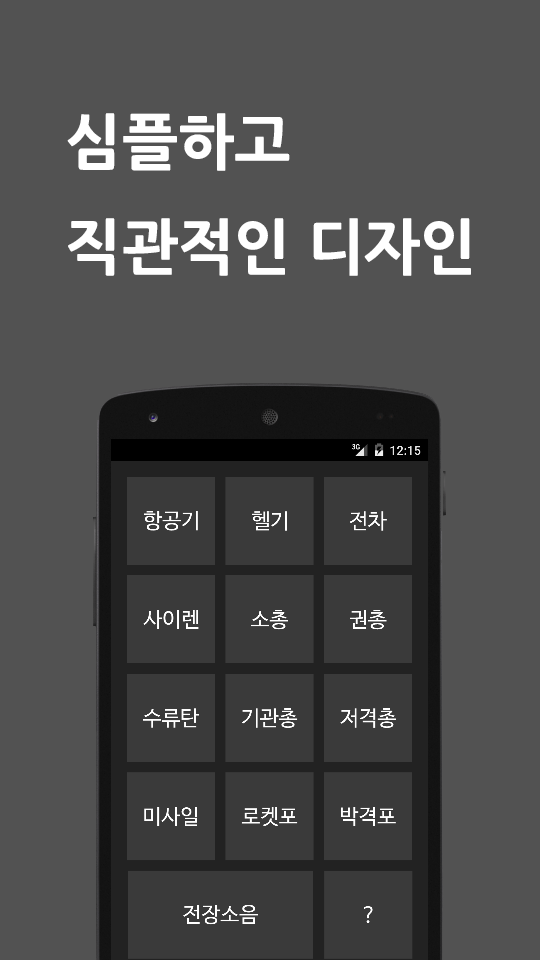 심플하고
직관적인 디자인
3G 12:15
항공기 헬기 전차
사이렌 소총 권총
수류탄 기관총 저격총
미사일 로켓포 박격포
전장소음 ?